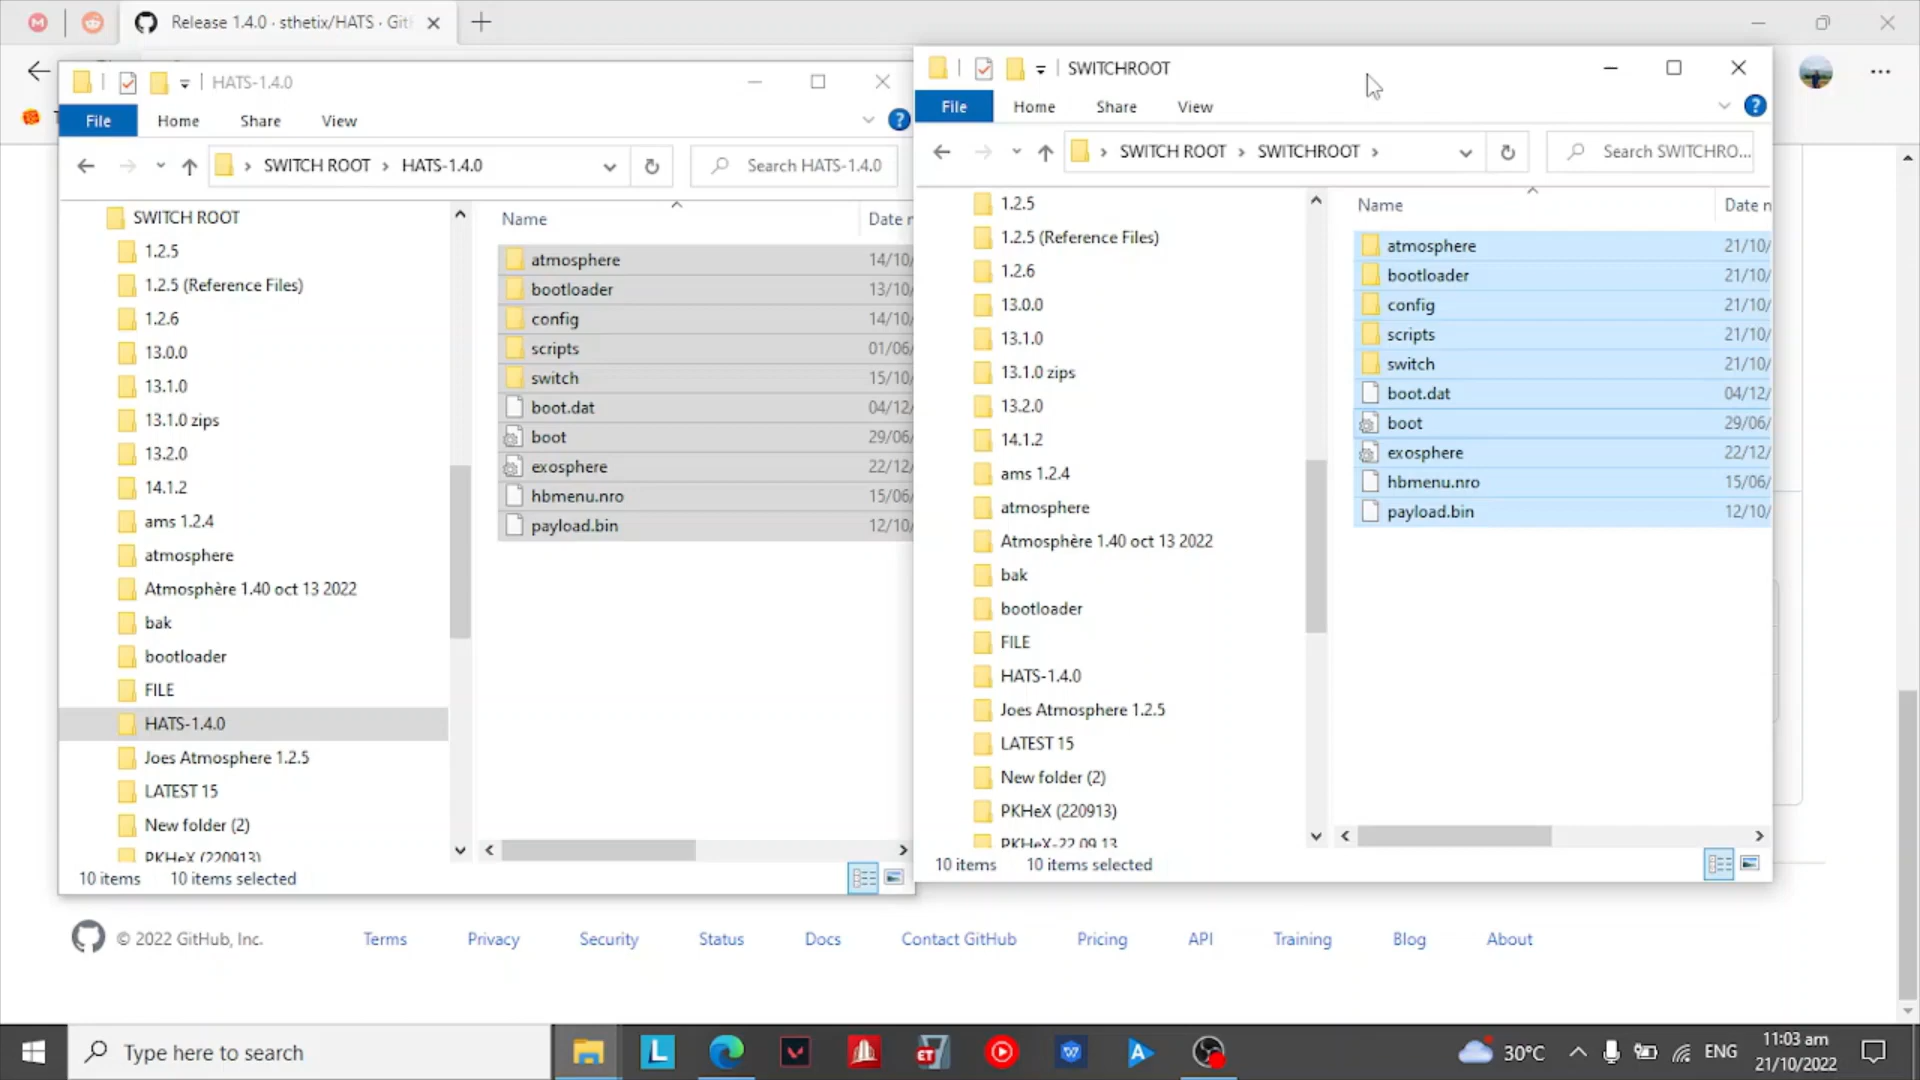 Release 1.4.0 · sthetix/HATS · Git
HATS-1.4.0
File
Home
Share
View
SWITCH ROOT
HATS-1.4.0
Search HATS-1.4.0
SWITCH ROOT
1.2.5
1.2.5 (Reference Files)
1.2.6
13.0.0
13.1.0
13.1.0 zips
13.2.0
14.1.2
ams 1.2.4
atmosphere
Atmosphère 1.40 oct 13 2022
bak
bootloader
FILE
HATS-1.4.0
Joes Atmosphere 1.2.5
LATEST 15
New folder (2)
PKHeX (220913)
Name
Date r
atmosphere 14/10/
bootloader 13/10/
config 14/10/
scripts 01/06/
switch 15/10/
boot.dat 04/12/
boot 29/06/
exosphere 22/12/
hbmenu.nro 15/06/
payload.bin 12/10/
10 items
10 items selected
SWITCHROOT
File
Home
Share
View
SWITCH ROOT
SWITCHROOT
Search SWITCHRO...
1.2.5
1.2.5 (Reference Files)
1.2.6
13.0.0
13.1.0
13.1.0 zips
13.2.0
14.1.2
ams 1.2.4
atmosphere
Atmosphère 1.40 oct 13 2022
bak
bootloader
FILE
HATS-1.4.0
Joes Atmosphere 1.2.5
LATEST 15
New folder (2)
PKHeX (220913)
PKHeX-22.09.13
Name
Date n
atmosphere 21/10/
bootloader 21/10/
config 21/10/
scripts 21/10/
switch 21/10/
boot.dat 04/12/
boot 29/06/
exosphere 22/12/
hbmenu.nro 15/06/
payload.bin 12/10/
10 items
10 items selected
© 2022 GitHub, Inc.
Terms
Privacy
Security
Status
Docs
Contact GitHub
Pricing
API
Training
Blog
About
Type here to search
L
ET
30°C
ENG
11:03 am
21/10/2022